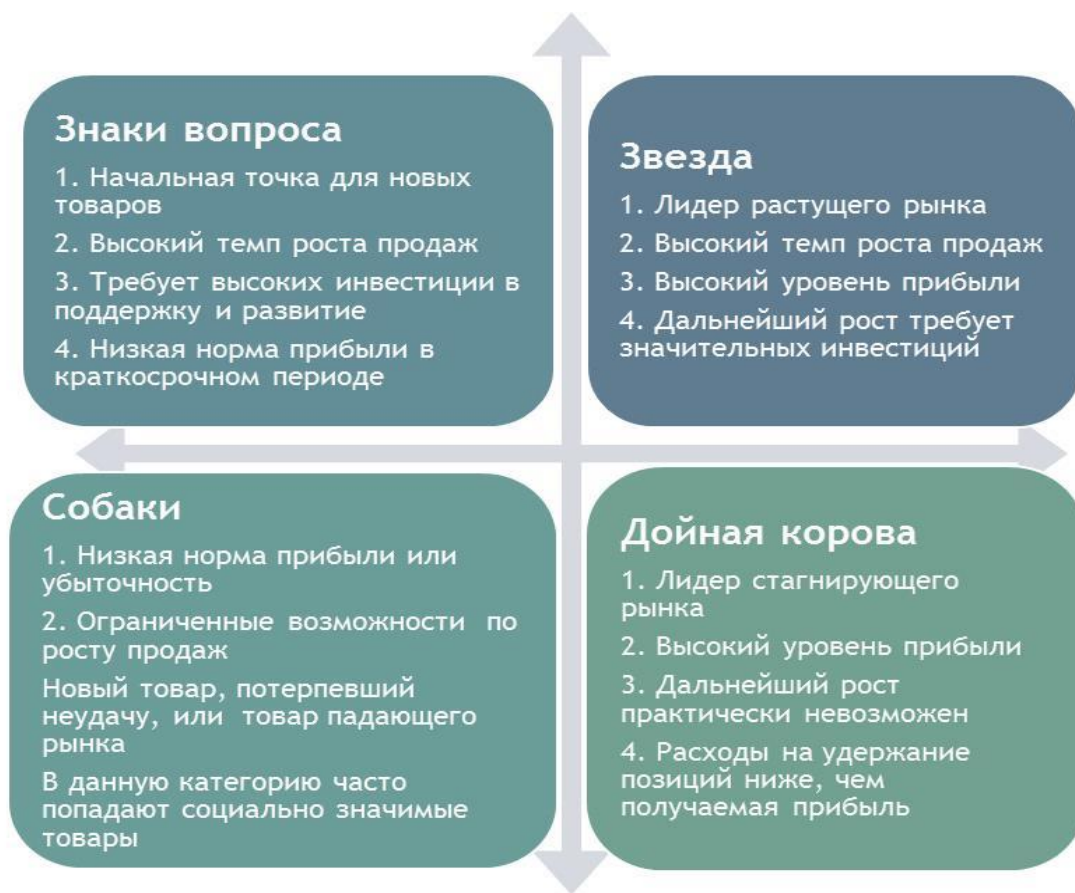 Знаки вопроса
1. Начальная точка для новых
товаров
2. Высокий темп роста продаж
3. Требует высоких инвестиции в
поддержку и развитие
4. Низкая норма прибыли в
краткосрочном периоде
Звезда
1. Лидер растущего рынка
2. Высокий темп роста продаж
3. Высокий уровень прибыли
4. Дальнейший рост требует
значительных инвестиций
Собаки
1. Низкая норма прибыли или
убыточность
2. Ограниченные возможности по
росту продаж
Новый товар, потерпевший
неудачу, или товар падающего
рынка
В данную категорию часто
попадают социально значимые
товары
Дойная корова
1. Лидер стагнирующего
рынка
2. Высокий уровень прибыли
3. Дальнейший рост
практически невозможен
4. Расходы на удержание
позиций ниже, чем
получаемая прибыль